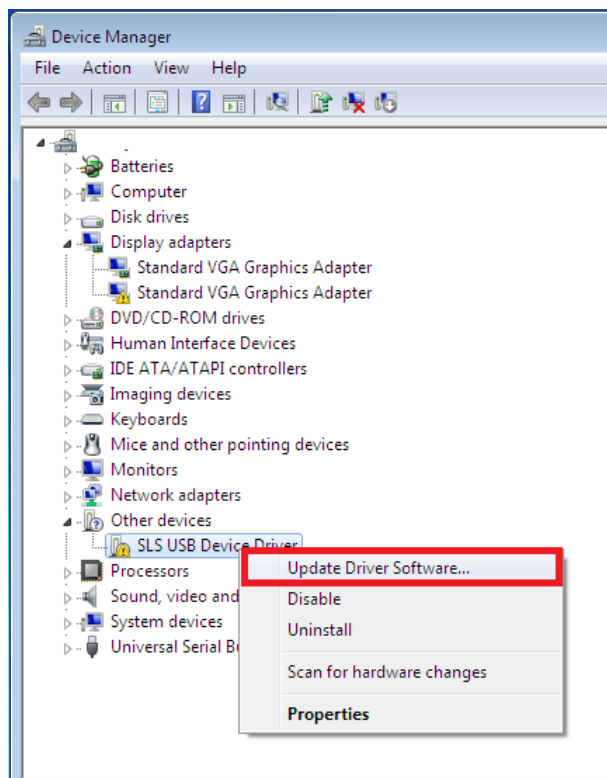 Device Manager
File Action View Help
Batteries
Computer
Disk drives
Display adapters
Standard VGA Graphics Adapter
Standard VGA Graphics Adapter
DVD/CD-ROM drives
Human Interface Devices
IDE ATA/ATAPI controllers
Imaging devices
Keyboards
Mice and other pointing devices
Monitors
Network adapters
Other devices
SLS USB Device Driver
Processors
Sound, video and
System devices
Universal Serial
Update Driver Software...
Disable
Uninstall
Scan for hardware changes
Properties